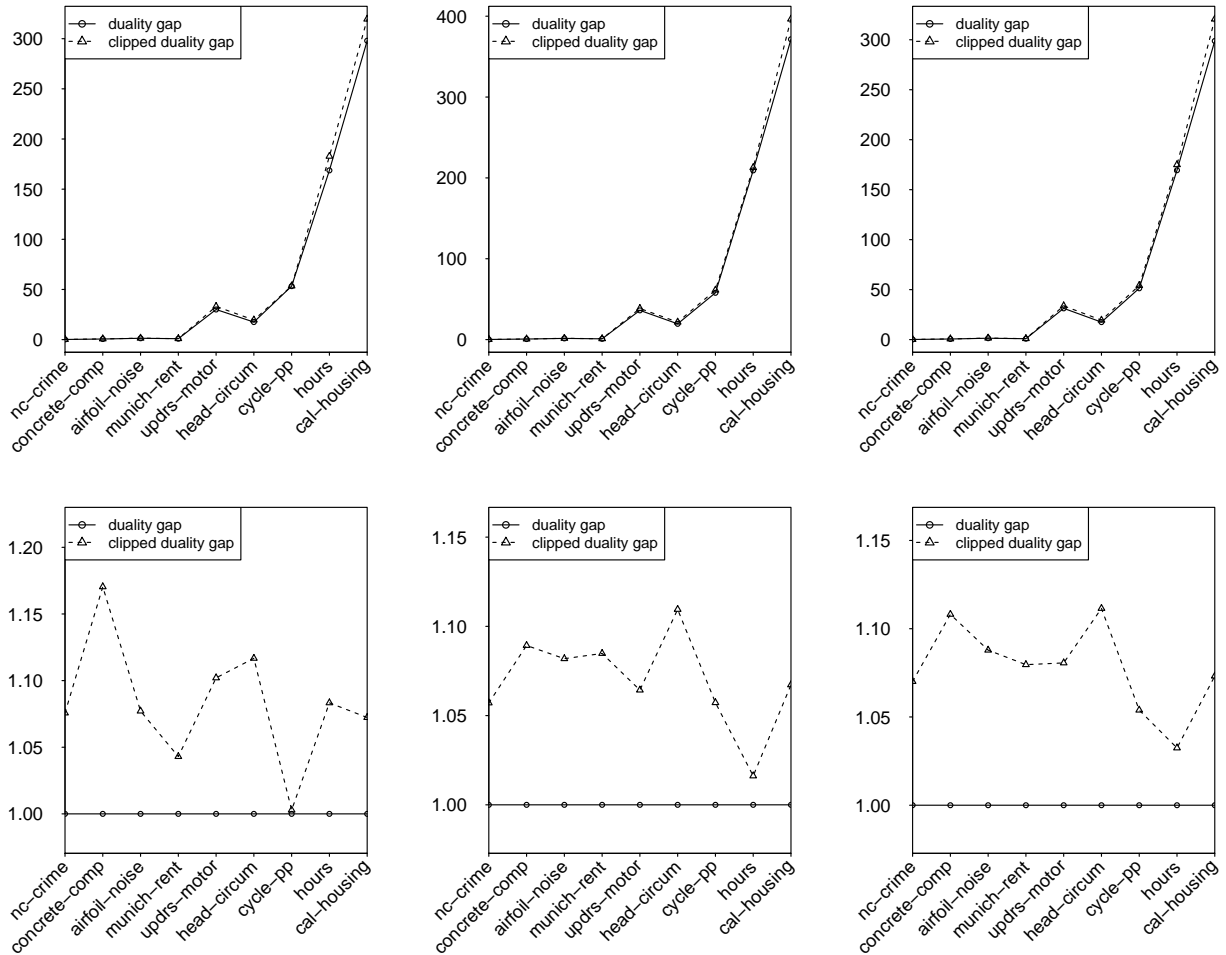 duality gap
clipped duality gap
300
250
200
150
100
50
0
nc−crime
concrete−comp
airfoil−noise
munich−rent
updrs−motor
head−circum
cycle−pp
hours
cal−housing
duality gap
clipped duality gap
400
300
200
100
0
nc−crime
concrete−comp
airfoil−noise
munich−rent
updrs−motor
head−circum
cycle−pp
hours
cal−housing
duality gap
clipped duality gap
300
250
200
150
100
50
0
nc−crime
concrete−comp
airfoil−noise
munich−rent
updrs−motor
head−circum
cycle−pp
hours
cal−housing
duality gap
clipped duality gap
1.20
1.15
1.10
1.05
1.00
nc−crime
concrete−comp
airfoil−noise
munich−rent
updrs−motor
head−circum
cycle−pp
hours
cal−housing
duality gap
clipped duality gap
1.15
1.10
1.05
1.00
nc−crime
concrete−comp
airfoil−noise
munich−rent
updrs−motor
head−circum
cycle−pp
hours
cal−housing
duality gap
clipped duality gap
1.15
1.10
1.05
1.00
nc−crime
concrete−comp
airfoil−noise
munich−rent
updrs−motor
head−circum
cycle−pp
hours
cal−housing